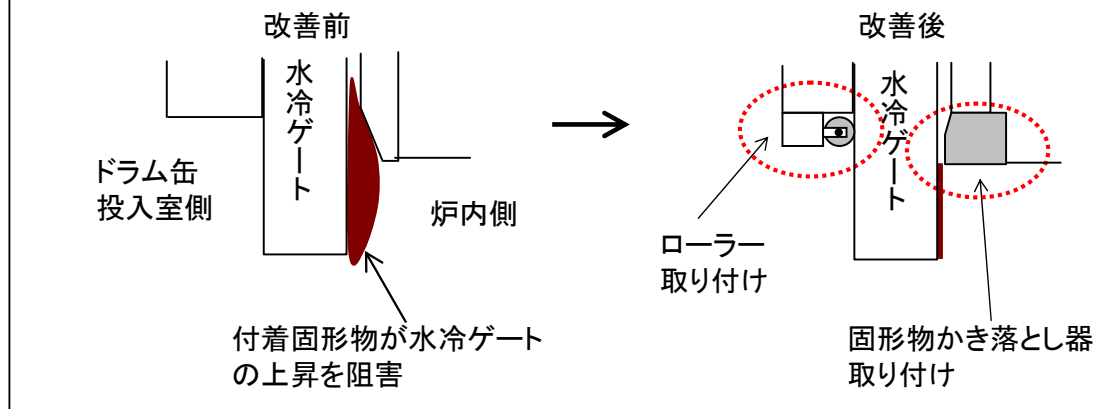 改善前
水冷ゲート
ドラム缶
投入室側
炉内側
付着固形物が水冷ゲート
の上昇を阻害
改善後
水冷ゲート
ローラー
取り付け
固形物かき落とし器
取り付け